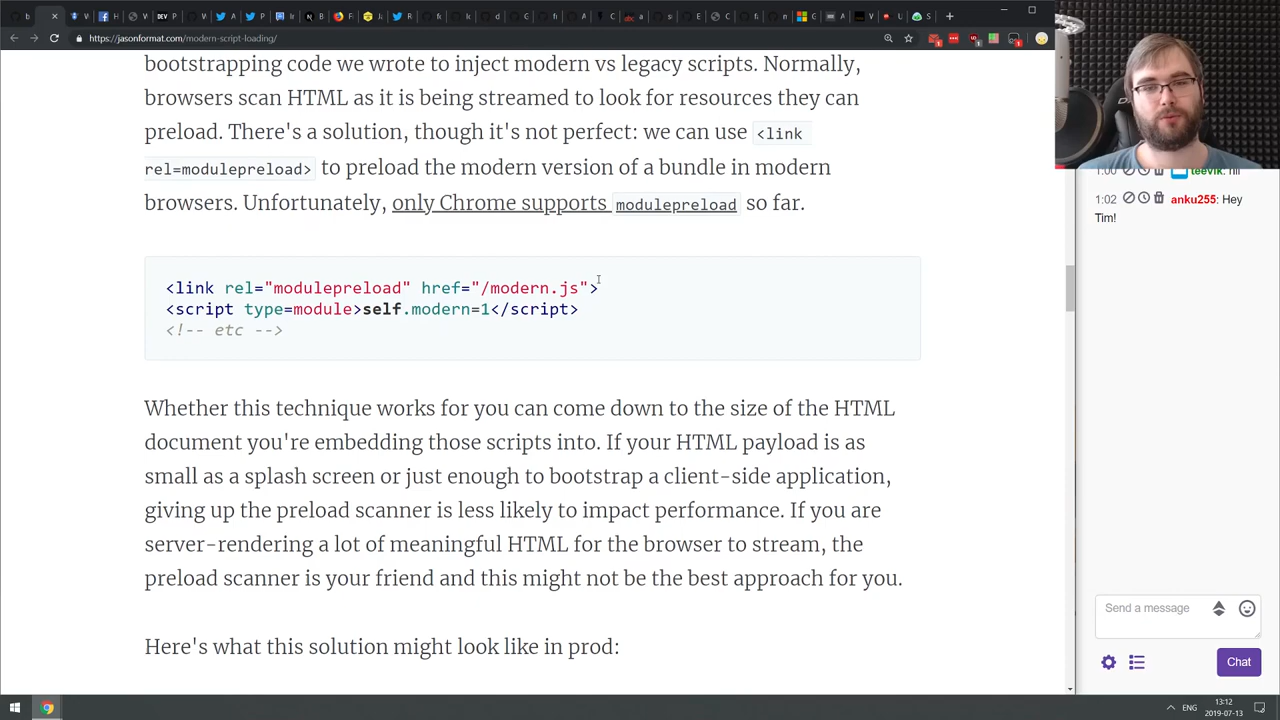 https://jasonformat.com/modern-script-loading/
bootstrapping code we wrote to inject modern vs legacy scripts. Normally,
browsers scan HTML as it is being streamed to look for resources they can
preload. There's a solution, though it's not perfect: we can use <link
rel=modulepreload> to preload the modern version of a bundle in modern
browsers. Unfortunately, only Chrome supports modulepreload so far.
<link rel="modulepreload" href="/modern.js">
<script type=module>self.modern=1</script>
<!-- etc -->
Whether this technique works for you can come down to the size of the HTML
document you're embedding those scripts into. If your HTML payload is as
small as a splash screen or just enough to bootstrap a client-side application,
giving up the preload scanner is less likely to impact performance. If you are
server-rendering a lot of meaningful HTML for the browser to stream, the
preload scanner is your friend and this might not be the best approach for you.
Here's what this solution might look like in prod:
1:00 teevik: hi!
1:02 anku255: Hey
Tim!
Send a message
Chat
ENG
13:12
2019-07-13